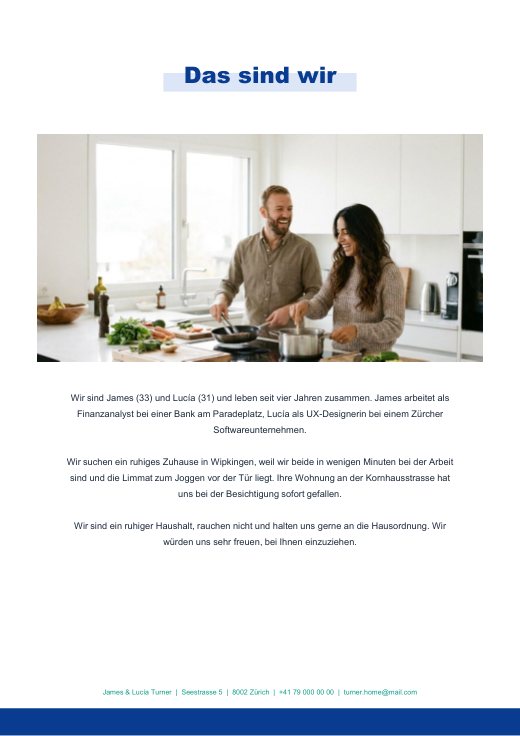 Das sind wir
Wir sind James (33) und Lucía (31) und leben seit vier Jahren zusammen. James arbeitet als
Finanzanalyst bei einer Bank am Paradeplatz, Lucía als UX-Designerin bei einem Zürcher
Softwareunternehmen.
Wir suchen ein ruhiges Zuhause in Wipkingen, weil wir beide in wenigen Minuten bei der Arbeit
sind und die Limmat zum Joggen vor der Tür liegt. Ihre Wohnung an der Kornhausstrasse hat
uns bei der Besichtigung sofort gefallen.
Wir sind ein ruhiger Haushalt, rauchen nicht und halten uns gerne an die Hausordnung. Wir
würden uns sehr freuen, bei Ihnen einzuziehen.
James & Lucía Turner | Seestrasse 5 | 8002 Zürich | +41 79 000 00 00 | turner.home@mail.com